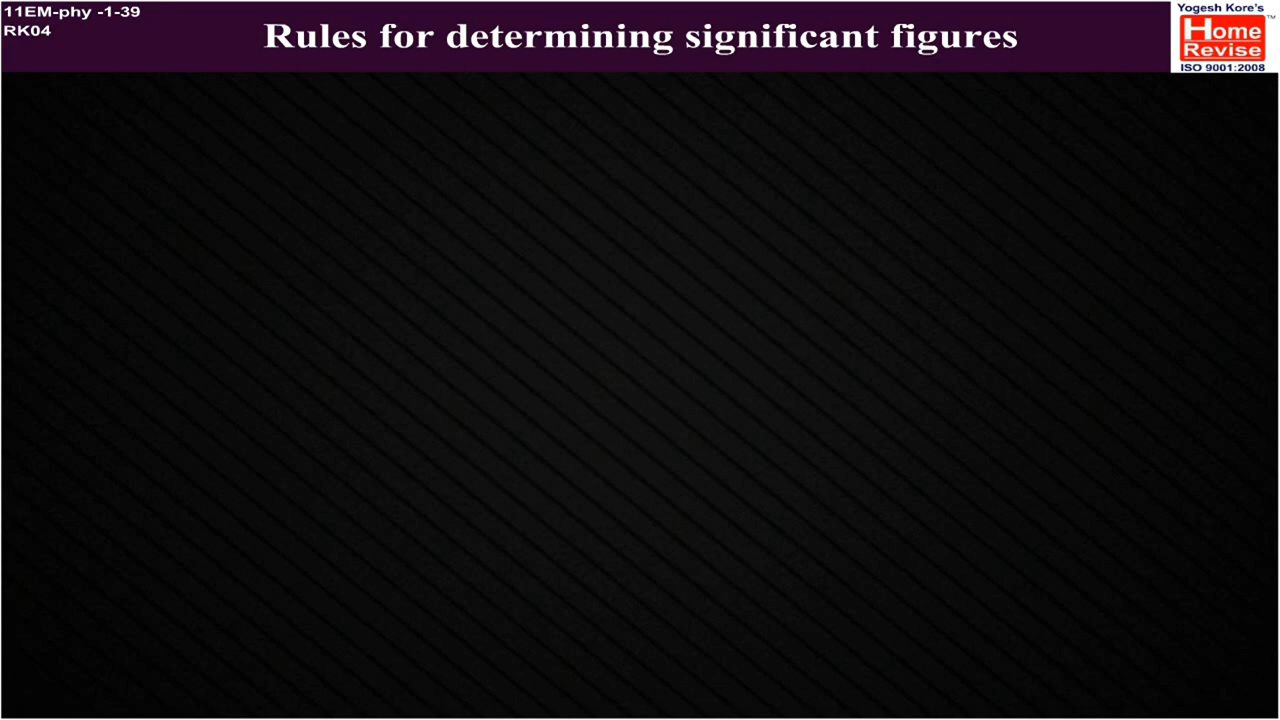 11EM-phy -1-39
RK04
Rules for determining significant figures
Yogesh Kore's
Home
Revise
TM
ISO 9001:2008